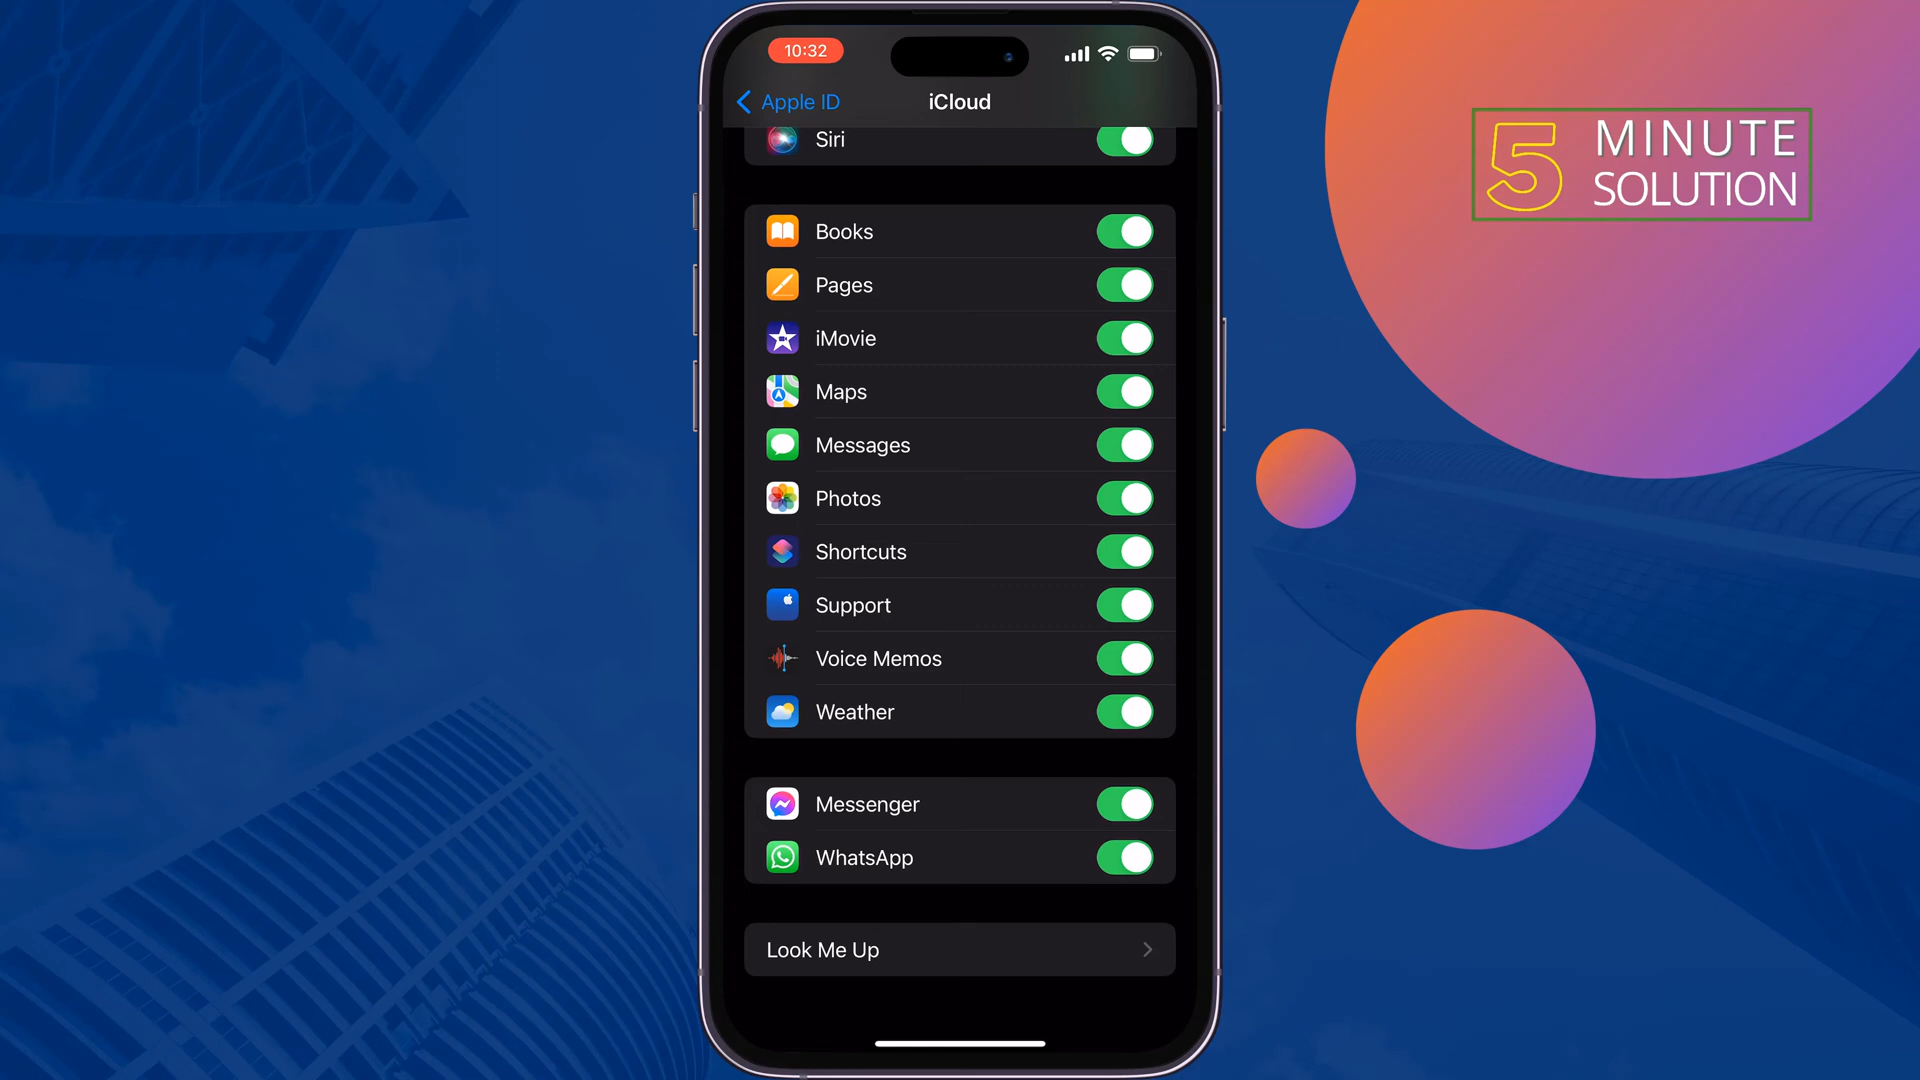 10:32
Apple ID
iCloud
Siri
Books
Pages
iMovie
Maps
Messages
Photos
Shortcuts
Support
Voice Memos
Weather
Messenger
WhatsApp
Look Me Up
5 MINUTE
SOLUTION